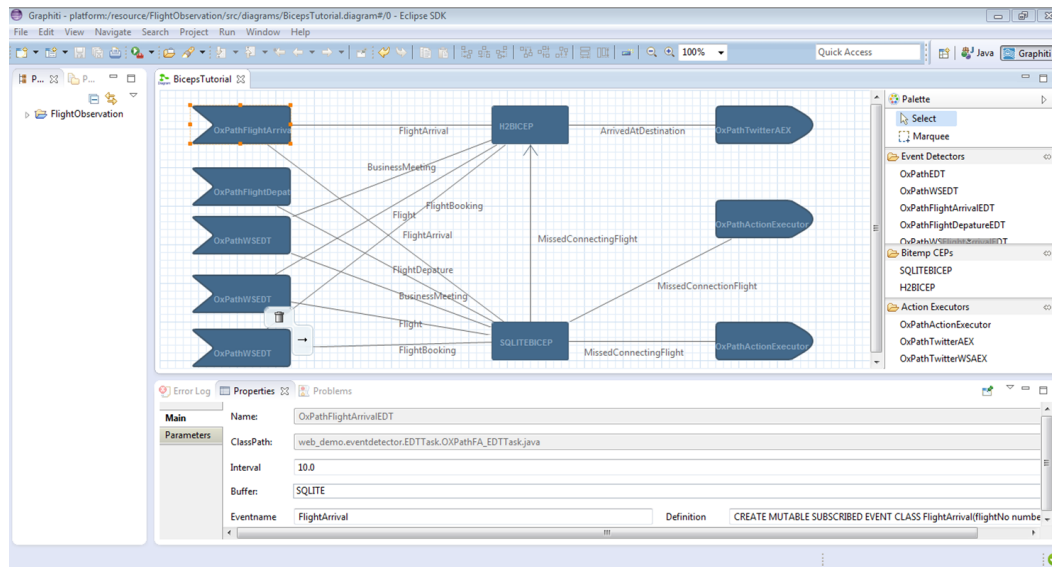 Graphiti - platform:/resource/FlightObservation/src/diagrams/BicepsTutorial.diagram#/0 - Eclipse SDK
File Edit View Navigate Search Project Run Window Help
100%
Quick Access
Java
Graphiti
P...
P...
BicepsTutorial
FlightObservation
OxPathFlightArriva
FlightArrival
H2BICEP
ArrivedAtDestination
OxPathTwitterAEX
BusinessMeeting
OxPathFlightDepat
FlightBooking
Flight
OxPathActionExecutor
OxPathWSEDT
FlightArrival
MissedConnectingFlight
FlightDepature
MissedConnectionFlight
OxPathWSEDT
BusinessMeeting
Flight
SQLITEBICEP
OxPathWSEDT
FlightBooking
MissedConnectingFlight
OxPathActionExecutor
Palette
Select
Marquee
Event Detectors
OxPathEDT
OxPathWSEDT
OxPathFlightArrivalEDT
OxPathFlightDepatureEDT
Bitemp CEPs
SQLITEBICEP
H2BICEP
Action Executors
OxPathActionExecutor
OxPathTwitterAEX
OxPathTwitterWSAEX
Error Log Properties Problems
Main
Parameters
Name: OxPathFlightArrivalEDT
ClassPath: web_demo.eventdetector.EDTTask.OXPathFA_EDTTask.java
Interval 10.0
Buffer: SQLITE
Eventname FlightArrival Definition CREATE MUTABLE SUBSCRIBED EVENT CLASS FlightArrival(flightNo numbe